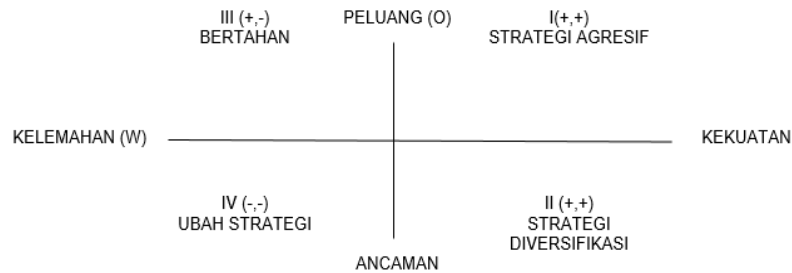 III (+,-)
BERTAHAN
PELUANG (O)
I(+,+)
STRATEGI AGRESIF
KELEMAHAN (W)
KEKUATAN
IV (-,-)
UBAH STRATEGI
II (+,+)
STRATEGI
DIVERSIFIKASI
ANCAMAN